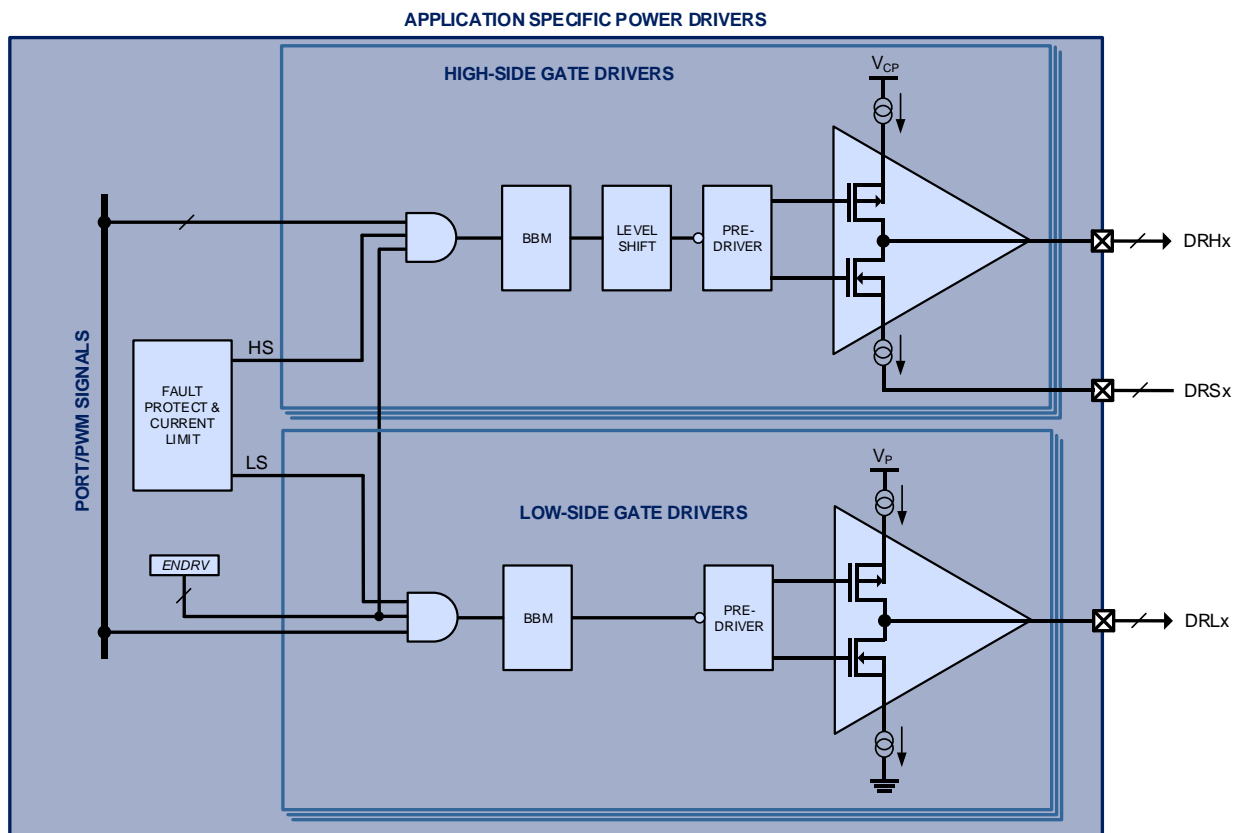 APPLICATION SPECIFIC POWER DRIVERS
HIGH-SIDE GATE DRIVERS
VCP
BBM
LEVEL
SHIFT
PRE-
DRIVER
DRHx
PORT/PWM SIGNALS
HS
FAULT
PROTECT &
CURRENT
LIMIT
DRSx
LS
VP
LOW-SIDE GATE DRIVERS
ENDRV
BBM
PRE-
DRIVER
DRLx